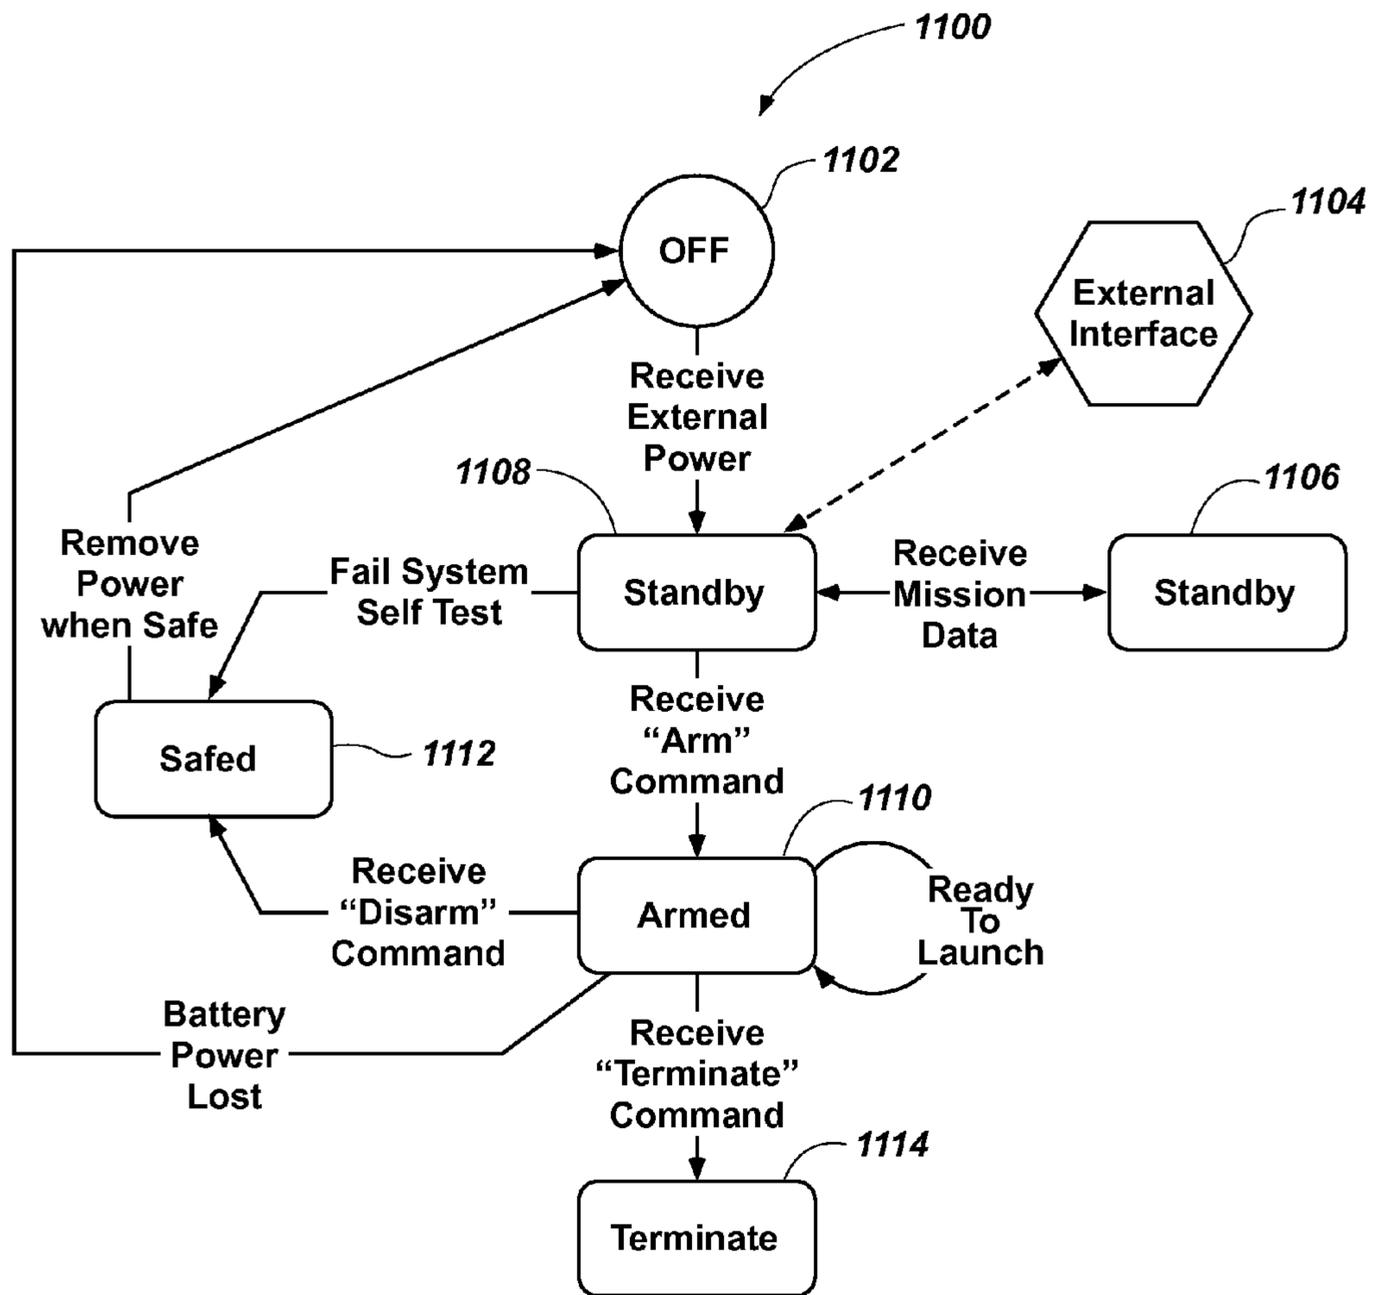 1100
1102
OFF
1104
External
Interface
Receive
External
Power
1108
1106
Remove
Power
when Safe
Fail System
Self Test
Standby
Receive
Mission
Data
Standby
Safed
1112
Receive
“Arm”
Command
1110
Receive
“Disarm”
Command
Armed
Ready
To
Launch
Battery
Power
Lost
Receive
“Terminate”
Command
1114
Terminate